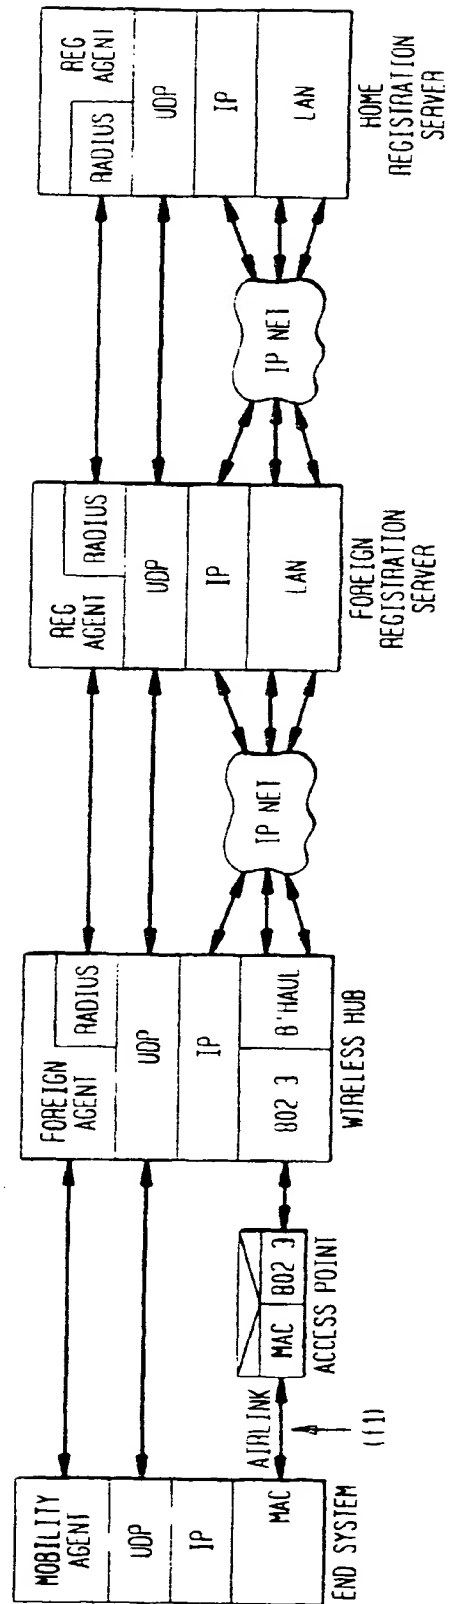 MOBILITY
AGENT
UDP
IP
MAC
END SYSTEM
AIRLINK
MAC
802 3
ACCESS POINT
FOREIGN
AGENT
RADIUS
UDP
IP
802 3
B'HAUL
WIRELESS HUB
IP NET
REG
AGENT
RADIUS
UDP
IP
LAN
FOREIGN
REGISTRATION
SERVER
IP NET
RADIUS
REG
AGENT
UDP
IP
LAN
HOME
REGISTRATION
SERVER